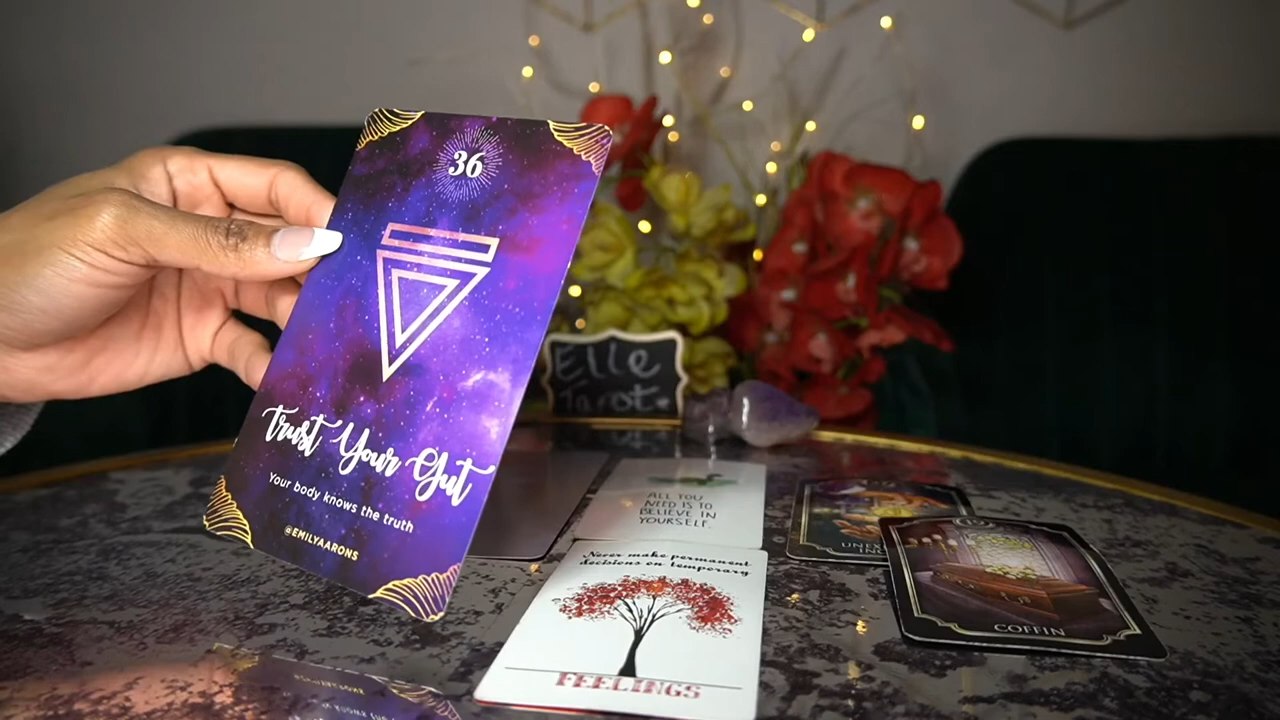 36
Trust Your Gut
Your body knows the truth
@EMILYAARONS
Elle
Tarot
ALL YOU
NEED IS TO
BELIEVE IN
YOURSELF.
Never make permanent
decisions on temporary
FEELINGS
COFFIN